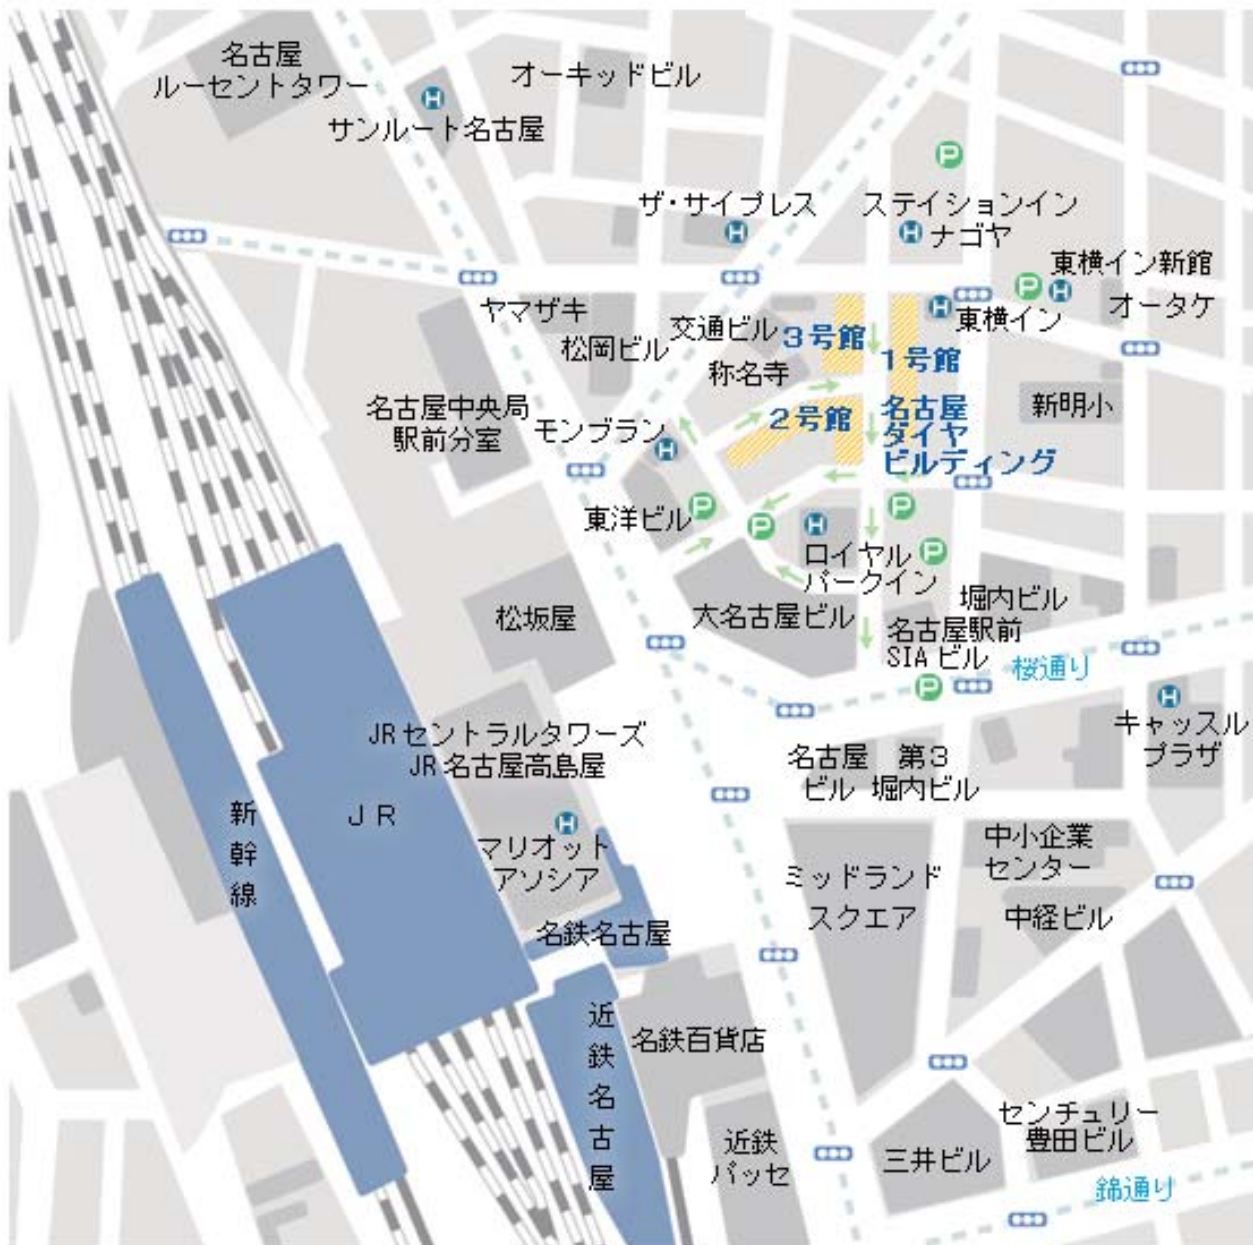 名古屋
ルーセントタワー
オーキッドビル
H
サンルート名古屋
P
ザ・サイプレス
ステイションイン
H
H ナゴヤ
東横イン新館
P H
ヤマザキ
H
東横イン
オータケ
交通ビル
3号館
松岡ビル
1号館
称名寺
名古屋中央局
駅前分室
モンブラン
H
2号館
名古屋
ダイヤ
ビルディング
新明小
東洋ビル
P
P
H
P
ロイヤル
パークイン
P
松坂屋
大名古屋ビル
堀内ビル
名古屋駅前
SIAビル
桜通り
P
H
キャッスル
プラザ
JRセントラルタワーズ
JR名古屋高島屋
名古屋
ビル
第3
堀内ビル
新幹線
JR
H
マリオット
アソシア
ミッドランド
スクエア
中小企業
センター
中経ビル
名鉄名古屋
近鉄名古屋
名鉄百貨店
近鉄
パッセ
三井ビル
センチュリー
豊田ビル
錦通り